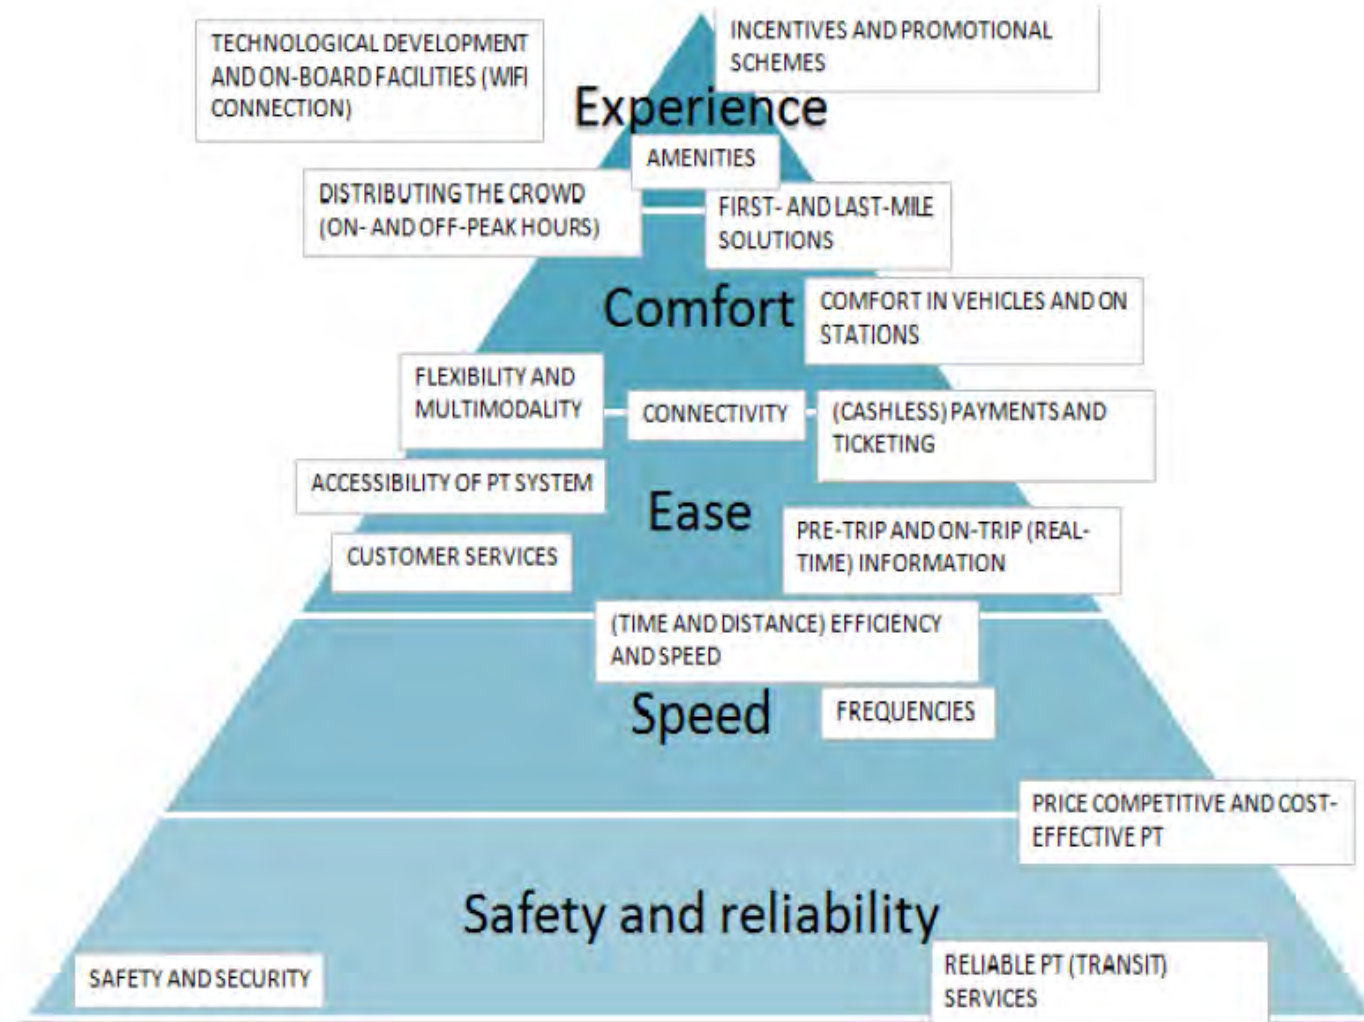 TECHNOLOGICAL DEVELOPMENT
AND ON-BOARD FACILITIES (WIFI
CONNECTION)
INCENTIVES AND PROMOTIONAL
SCHEMES
Experience
AMENITIES
DISTRIBUTING THE CROWD
(ON- AND OFF-PEAK HOURS)
FIRST- AND LAST-MILE
SOLUTIONS
Comfort
COMFORT IN VEHICLES AND ON
STATIONS
FLEXIBILITY AND
MULTIMODALITY
CONNECTIVITY
(CASHLESS) PAYMENTS AND
TICKETING
ACCESSIBILITY OF PT SYSTEM
Ease
PRE-TRIP AND ON-TRIP (REAL-
TIME) INFORMATION
CUSTOMER SERVICES
(TIME AND DISTANCE) EFFICIENCY
AND SPEED
Speed
FREQUENCIES
PRICE COMPETITIVE AND COST-
EFFECTIVE PT
Safety and reliability
SAFETY AND SECURITY
RELIABLE PT (TRANSIT)
SERVICES